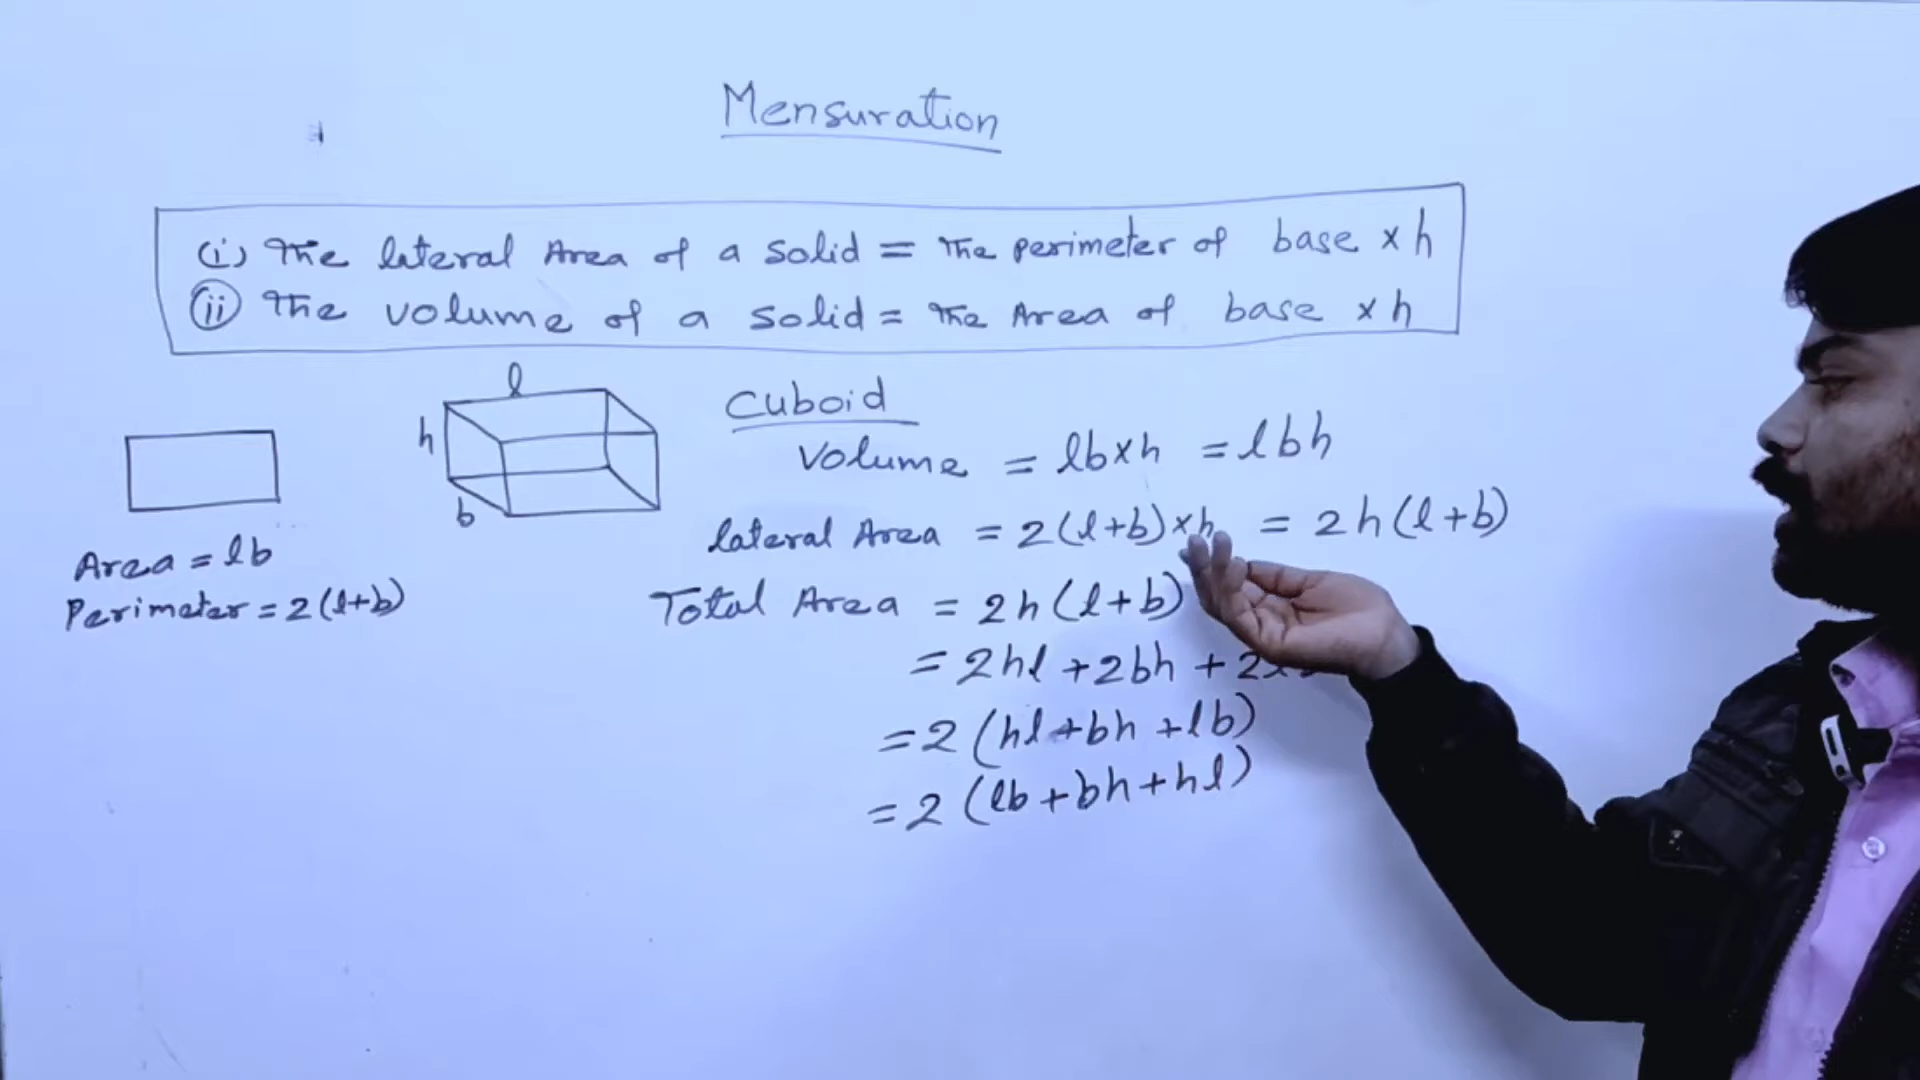 Mensuration
(i) The lateral Area of a solid = The perimeter of base × h
(ii) The volume of a solid = The Area of base × h
l
h
b
Area = lb
Perimeter = 2(l+b)
Cuboid
Volume = lb×h = lbh
lateral Area = 2(l+b)×h = 2h(l+b)
Total Area = 2h(l+b)
= 2hl + 2bh + 2
= 2(hl+bh+lb)
= 2(lb+bh+hl)